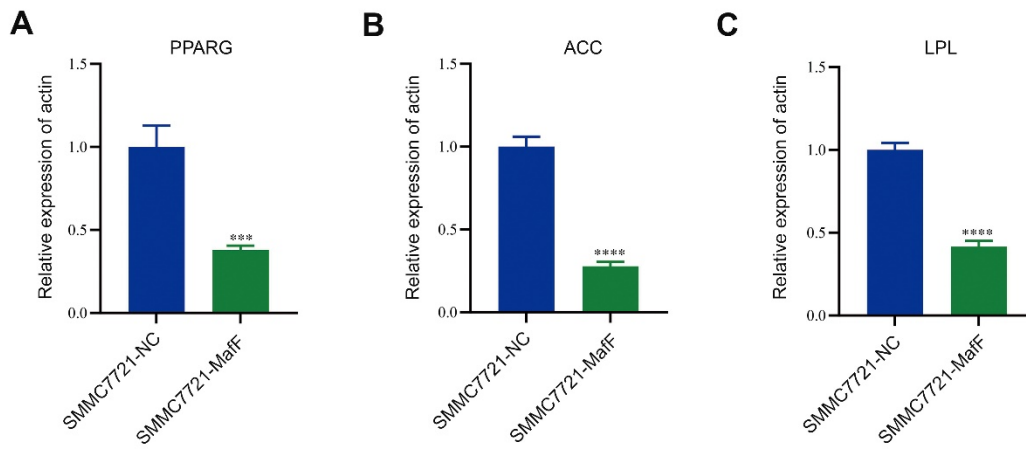 A
PPARG
Relative expression of actin
1.5
1.0
0.5
0.0
***
SMMC7721-NC
SMMC7721-MafF
B
ACC
Relative expression of actin
1.5
1.0
0.5
0.0
****
SMMC7721-NC
SMMC7721-MafF
C
LPL
Relative expression of actin
1.5
1.0
0.5
0.0
****
SMMC7721-NC
SMMC7721-MafF